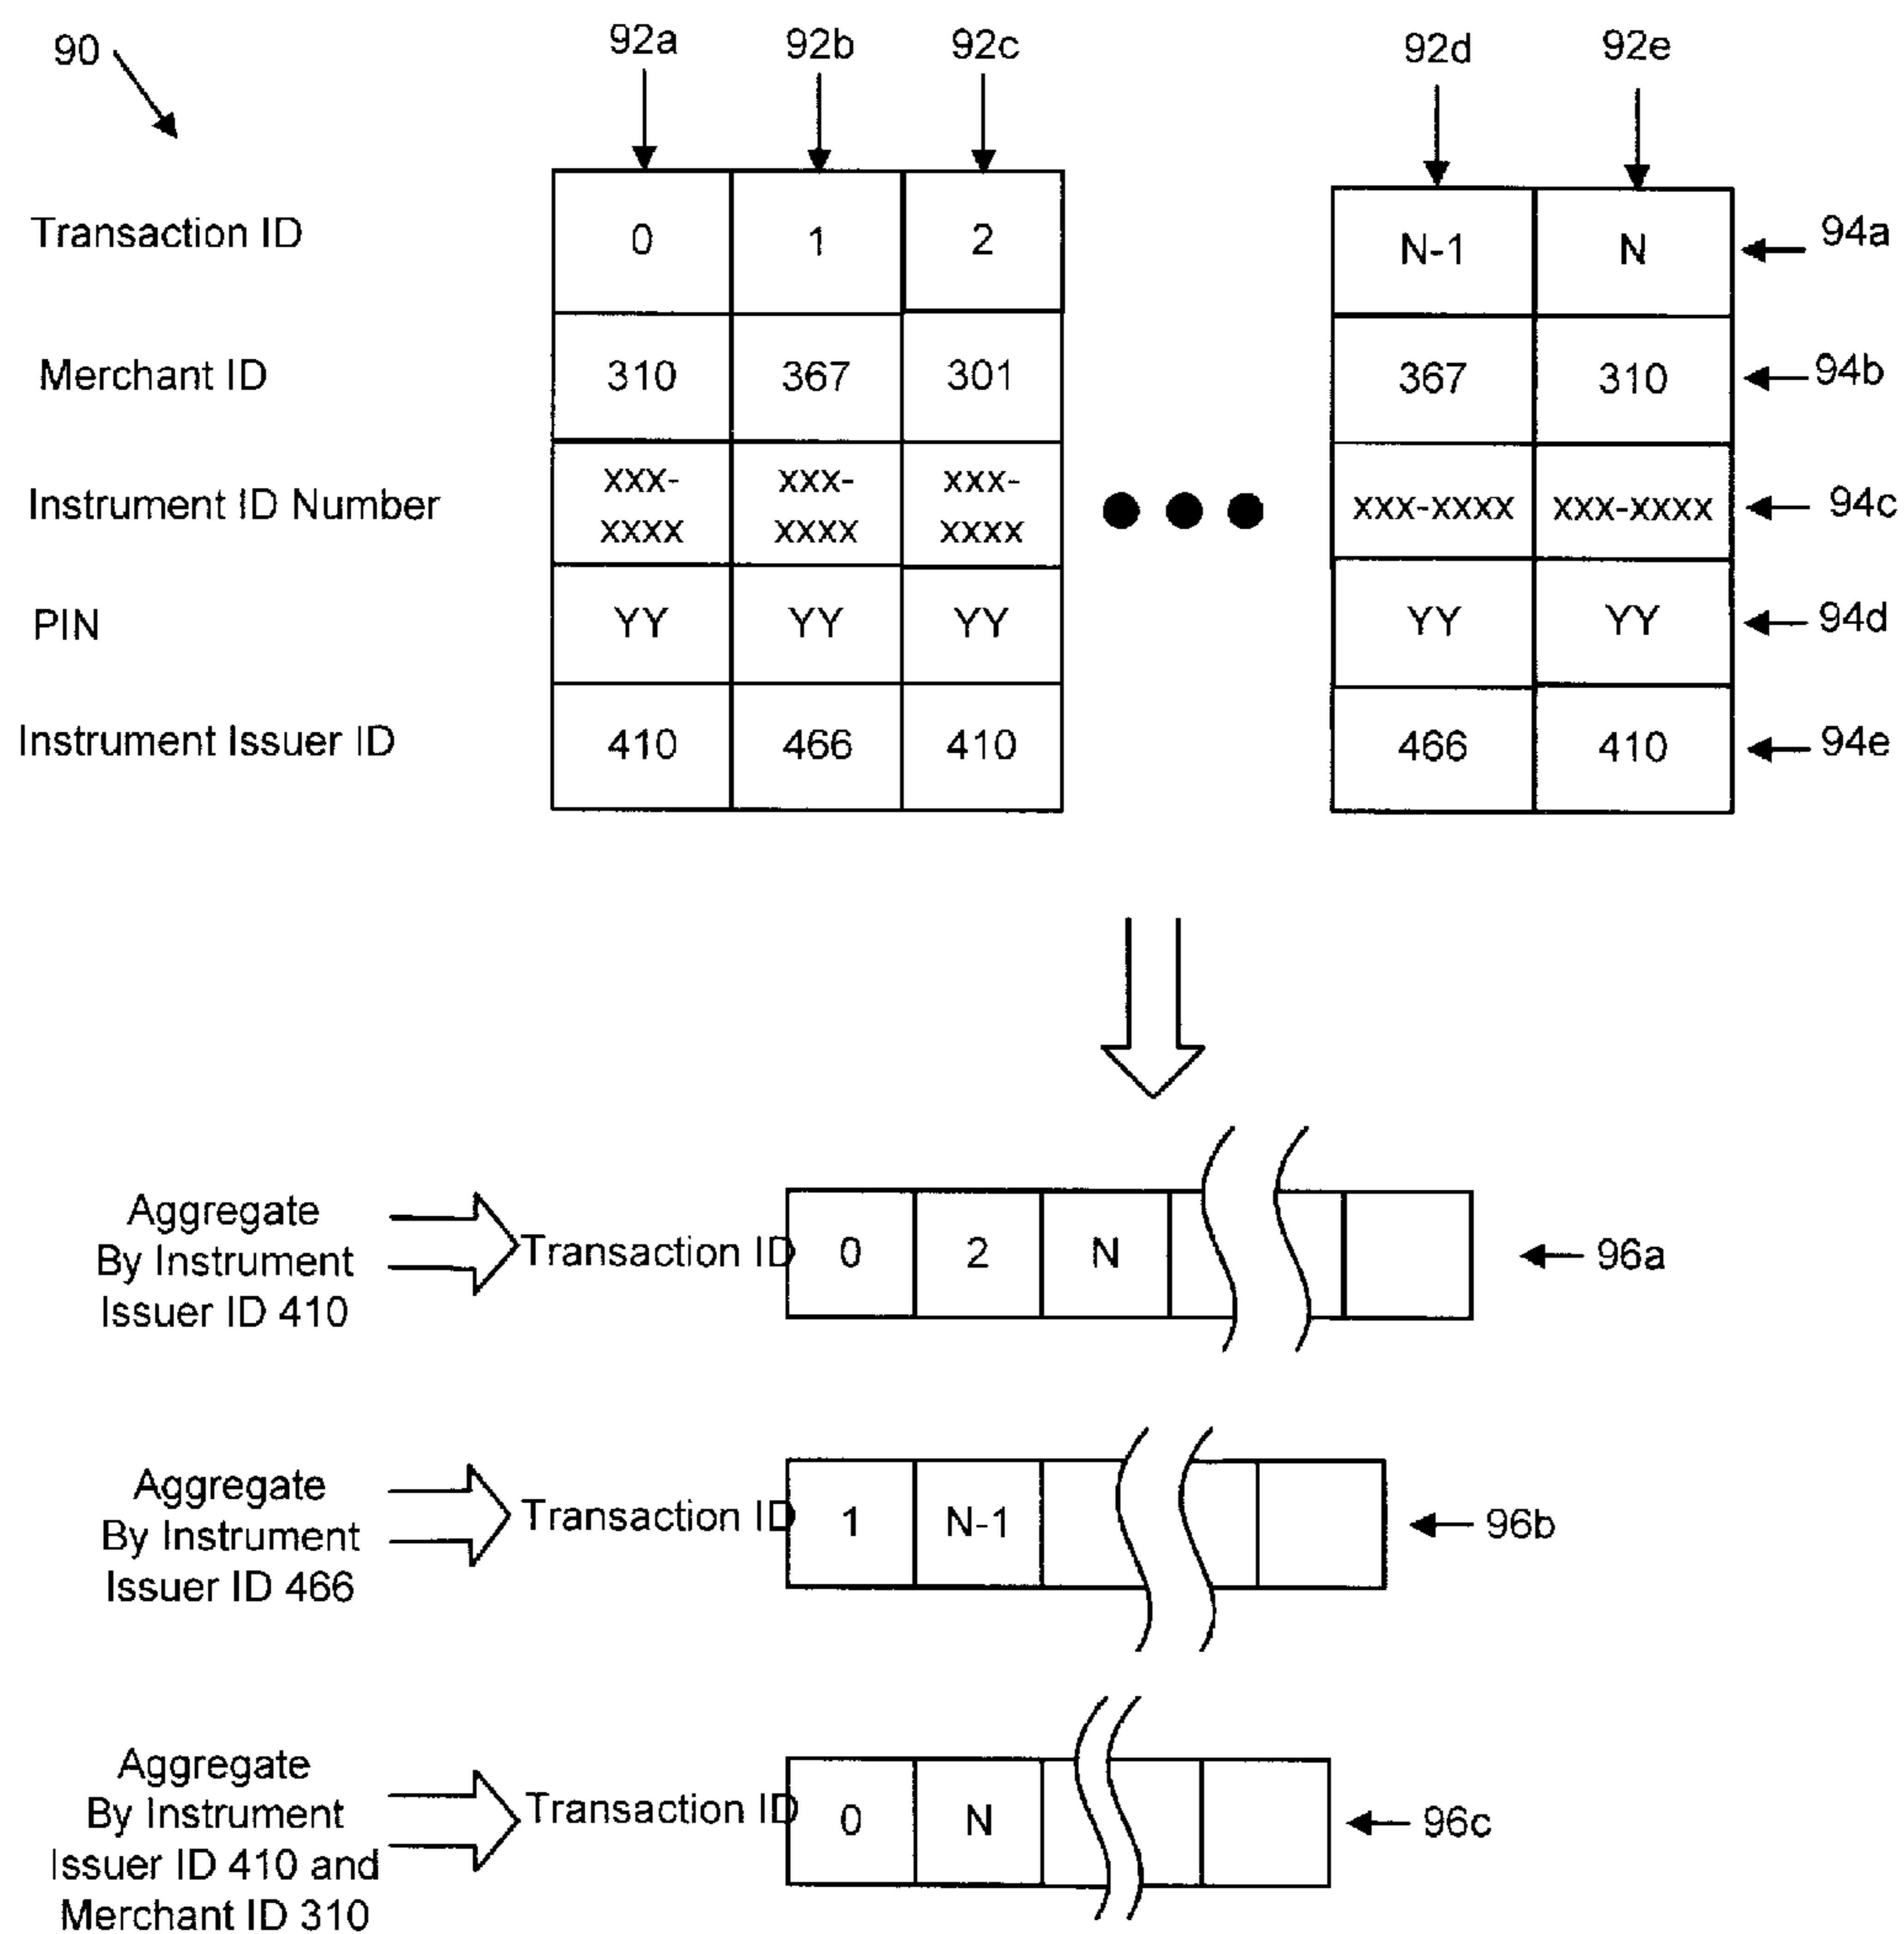 90
92a 92b 92c 92d 92e
Transaction ID 0 1 2 N-1 N 94a
Merchant ID 310 367 301 367 310 94b
Instrument ID Number xxx-xxxx xxx-xxxx xxx-xxxx xxx-xxxx xxx-xxxx 94c
PIN YY YY YY YY YY 94d
Instrument Issuer ID 410 466 410 466 410 94e
Aggregate
By Instrument
Issuer ID 410
Transaction ID 0 2 N 96a
Aggregate
By Instrument
Issuer ID 466
Transaction ID 1 N-1 96b
Aggregate
By Instrument
Issuer ID 410 and
Merchant ID 310
Transaction ID 0 N 96c